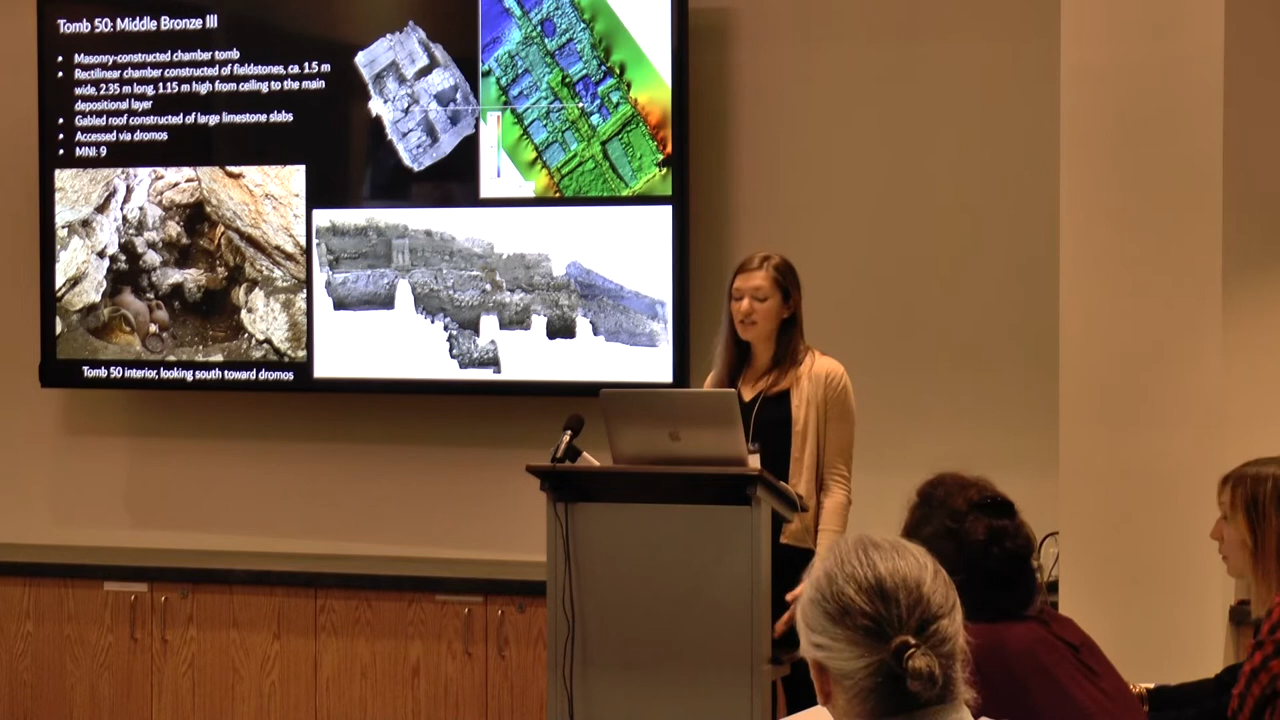 Tomb 50: Middle Bronze III
• Masonry-constructed chamber tomb
• Rectilinear chamber constructed of fieldstones, ca. 1.5 m
wide, 2.35 m long, 1.15 m high from ceiling to the main
depositional layer
• Gabled roof constructed of large limestone slabs
• Accessed via dromos
• MNI: 9
Tomb 50 interior, looking south toward dromos